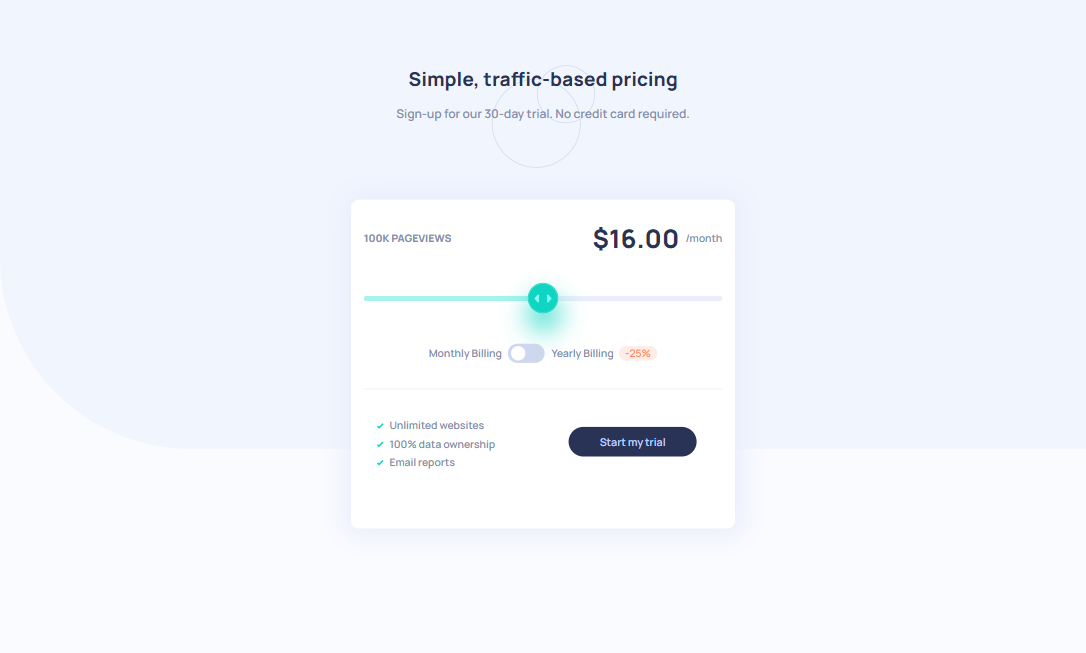 Simple, traffic-based pricing
Sign-up for our 30-day trial. No credit card required.
100K PAGEVIEWS $16.00 /month
Monthly Billing Yearly Billing -25%
Unlimited websites
100% data ownership
Email reports
Start my trial